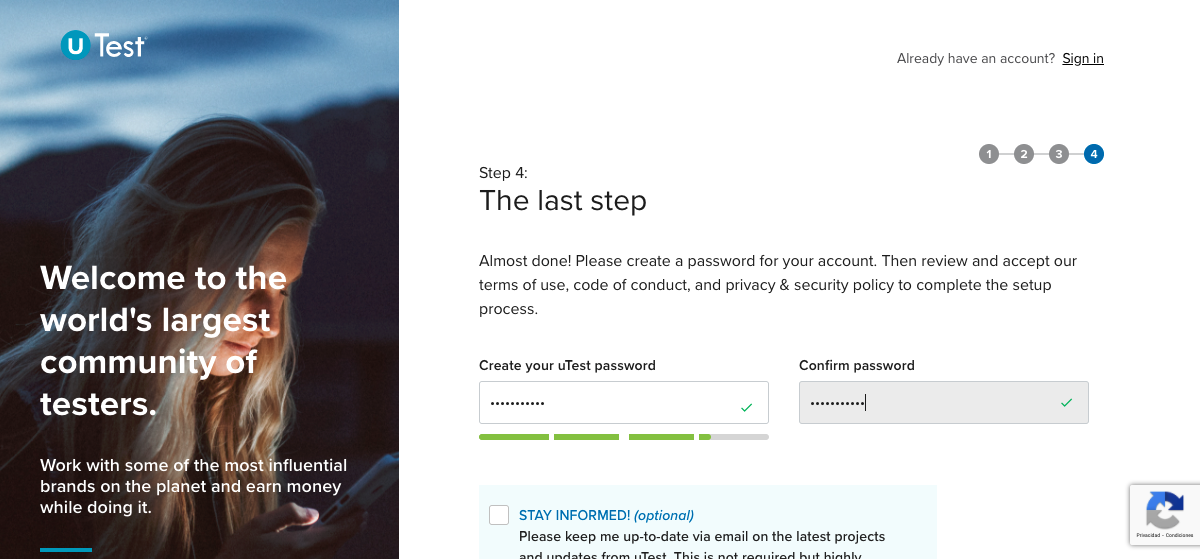 u Test
Already have an account? Sign in
1 2 3 4
Step 4:
The last step
Welcome to the
world's largest
community of
testers.
Work with some of the most influential
brands on the planet and earn money
while doing it.
Almost done! Please create a password for your account. Then review and accept our
terms of use, code of conduct, and privacy & security policy to complete the setup
process.
Create your uTest password
Confirm password
•••••••••••
•••••••••••
STAY INFORMED! (optional)
Please keep me up-to-date via email on the latest projects
and updates from uTest. This is not required but highly
Privacidad - Condiciones